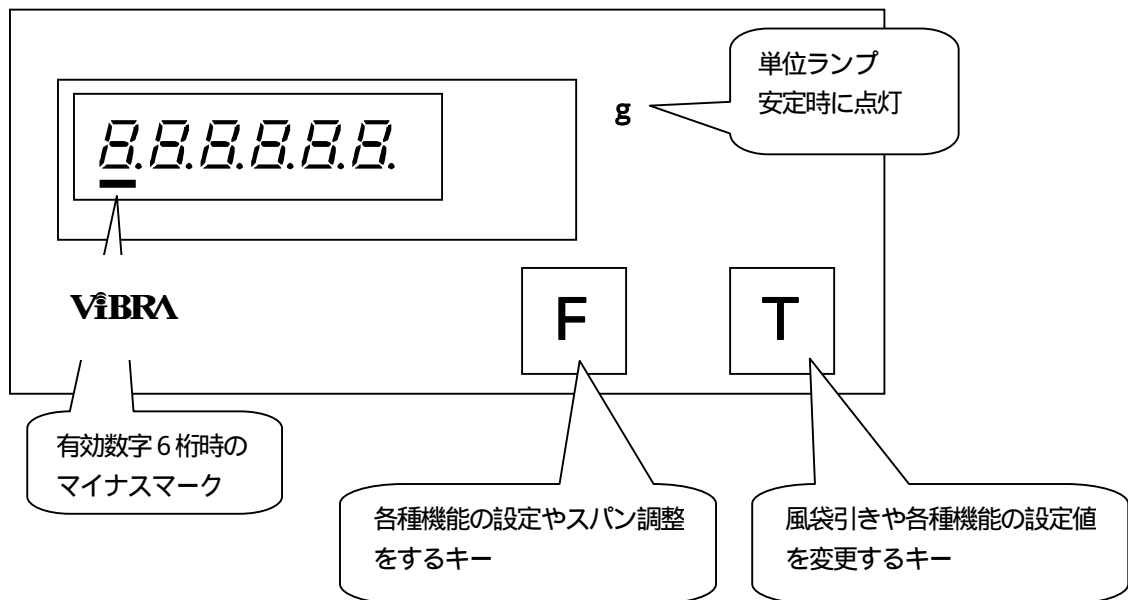 単位ランプ
安定時に点灯
g
8.8.8.8.8.8.
ViBRA
F
T
有効数字６桁時の
マイナスマーク
各種機能の設定やスパン調整
をするキー
風袋引きや各種機能の設定値
を変更するキー